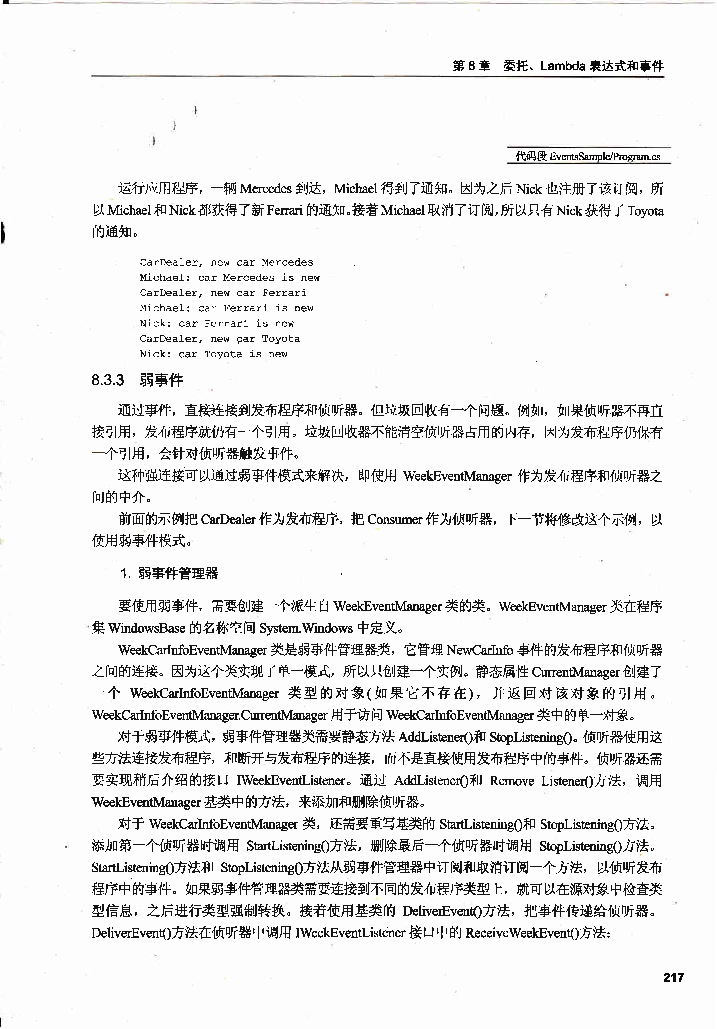 第 8 章 委托、Lambda 表达式和事件
}
}
}
代码段 EventsSample/Program.cs
运行应用程序，一辆 Mercedes 到达，Michael 得到了通知。因为之后 Nick 也注册了该订阅，所
以 Michael 和 Nick 都获得了新 Ferrari 的通知。接着 Michael 取消了订阅，所以只有 Nick 获得了 Toyota
的通知。
CarDealer, new car Mercedes
Michael: car Mercedes is new
CarDealer, new car Ferrari
Michael: car Ferrari is new
Nick: car Ferrari is new
CarDealer, new car Toyota
Nick: car Toyota is new
8.3.3 弱事件
通过事件，直接连接到发布程序和侦听器。但垃圾回收有一个问题。例如，如果侦听器不再直
接引用，发布程序就仍有一个引用。垃圾回收器不能清空侦听器占用的内存，因为发布程序仍保有
一个引用，会针对侦听器触发事件。
这种强连接可以通过弱事件模式来解决，即使用 WeekEventManager 作为发布程序和侦听器之
间的中介。
前面的示例把 CarDealer 作为发布程序，把 Consumer 作为侦听器，下一节将修改这个示例，以
使用弱事件模式。
1. 弱事件管理器
要使用弱事件，需要创建一个派生自 WeekEventManager 类的类。WeekEventManager 类在程序
集 WindowsBase 的名称空间 System.Windows 中定义。
WeekCarInfoEventManager 类是弱事件管理器类，它管理 NewCarInfo 事件的发布程序和侦听器
之间的连接。因为这个类实现了单一模式，所以只创建一个实例。静态属性 CurrentManager 创建了
一个 WeekCarInfoEventManager 类型的对象(如果它不存在)，并返回对该对象的引用。
WeekCarInfoEventManager.CurrentManager 用于访问 WeekCarInfoEventManager 类中的单一对象。
对于弱事件模式，弱事件管理器类需要静态方法 AddListener()和 StopListening()。侦听器使用这
些方法连接发布程序，和断开与发布程序的连接，而不是直接使用发布程序中的事件。侦听器还需
要实现稍后介绍的接口 IWeekEventListener。通过 AddListener()和 Remove Listener()方法，调用
WeekEventManager 基类中的方法，来添加和删除侦听器。
对于 WeekCarInfoEventManager 类，还需要重写基类的 StartListening()和 StopListening()方法。
添加第一个侦听器时调用 StartListening()方法，删除最后一个侦听器时调用 StopListening()方法。
StartListening()方法和 StopListening()方法从弱事件管理器中订阅和取消订阅一个方法，以侦听发布
程序中的事件。如果弱事件管理器类需要连接到不同的发布程序类型上，就可以在源对象中检查类
型信息，之后进行类型强制转换。接着使用基类的 DeliverEvent()方法，把事件传递给侦听器。
DeliverEvent()方法在侦听器中调用 IWeekEventListener 接口中的 ReceiveWeekEvent()方法：
217